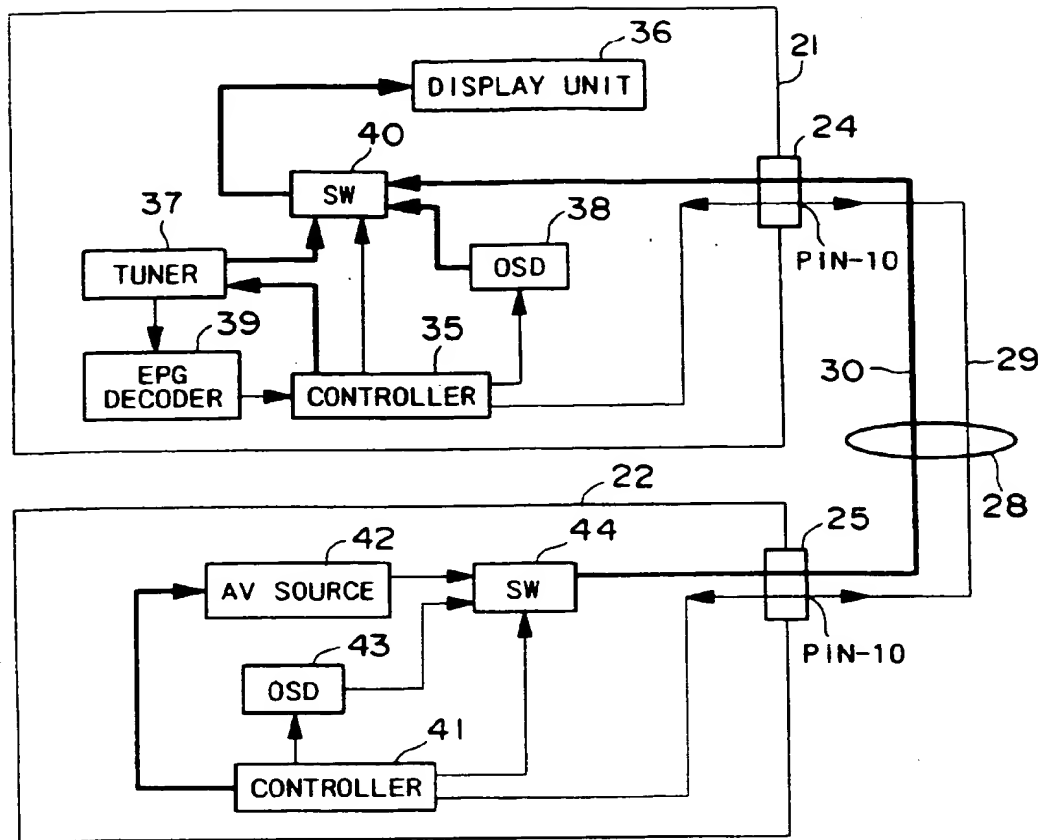 36
21
DISPLAY UNIT
40
24
SW
37
38
TUNER
OSD
PIN-10
39
35
EPG
DECODER
CONTROLLER
30
29
28
22
25
42
44
AV SOURCE
SW
43
PIN-10
OSD
41
CONTROLLER